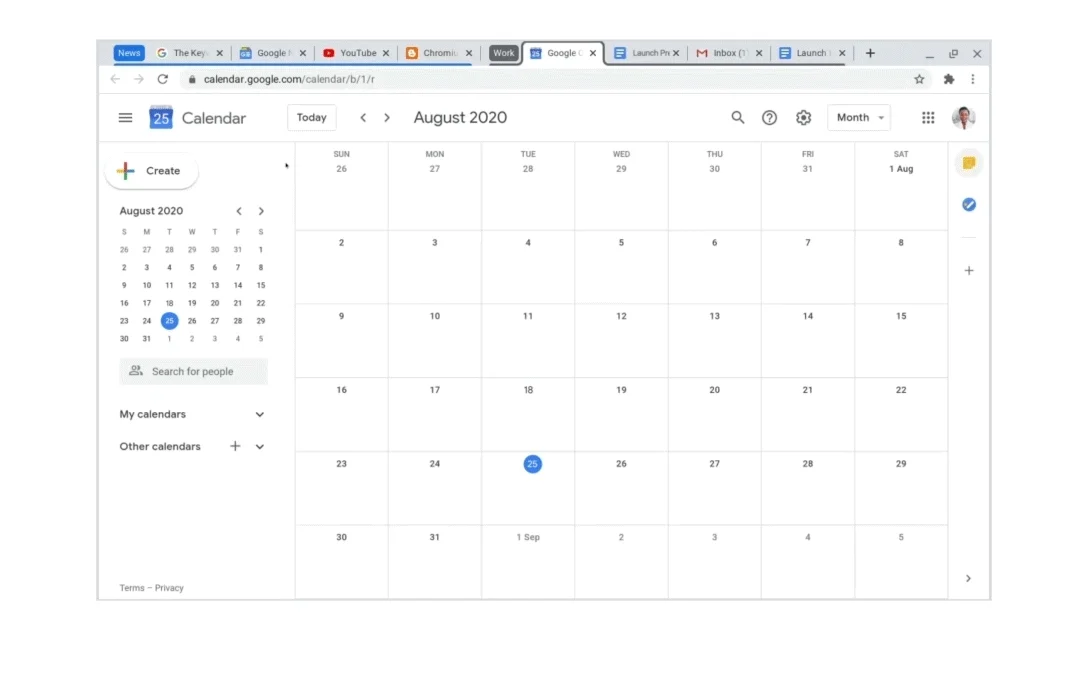 News The Key Google N YouTube Chromiu Work Google C Launch Pr Inbox (1 Launch
calendar.google.com/calendar/b/1/r
25 Calendar Today August 2020 Month
Create
August 2020
S M T W T F S
26 27 28 29 30 31 1
2 3 4 5 6 7 8
9 10 11 12 13 14 15
16 17 18 19 20 21 22
23 24 25 26 27 28 29
30 31 1 2 3 4 5
Search for people
My calendars
Other calendars
Terms – Privacy
SUN MON TUE WED THU FRI SAT
26 27 28 29 30 31 1 Aug
2 3 4 5 6 7 8
9 10 11 12 13 14 15
16 17 18 19 20 21 22
23 24 25 26 27 28 29
30 31 1 Sep 2 3 4 5